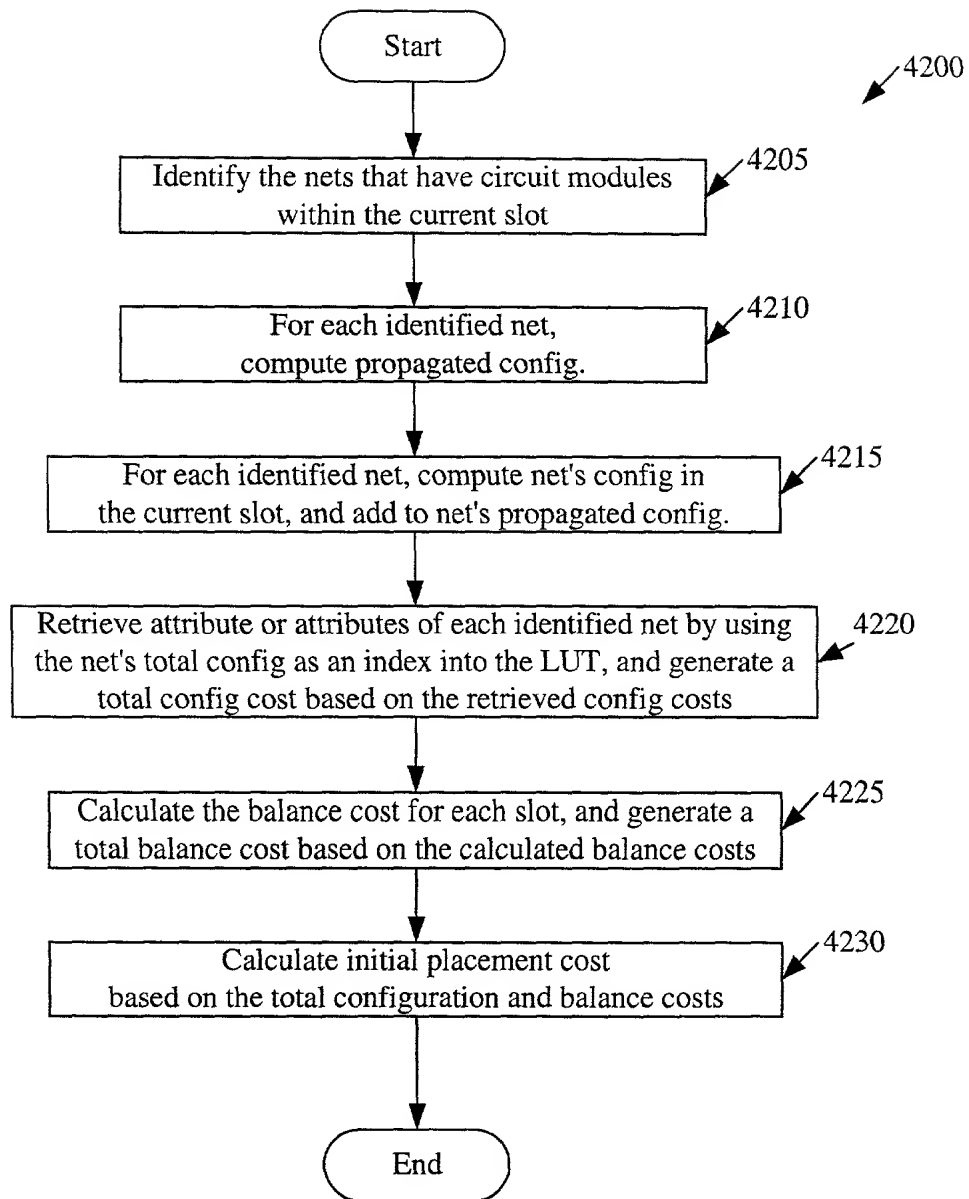 Start
4200
4205
Identify the nets that have circuit modules
within the current slot
4210
For each identified net,
compute propagated config.
4215
For each identified net, compute net's config in
the current slot, and add to net's propagated config.
4220
Retrieve attribute or attributes of each identified net by using
the net's total config as an index into the LUT, and generate a
total config cost based on the retrieved config costs
4225
Calculate the balance cost for each slot, and generate a
total balance cost based on the calculated balance costs
4230
Calculate initial placement cost
based on the total configuration and balance costs
End